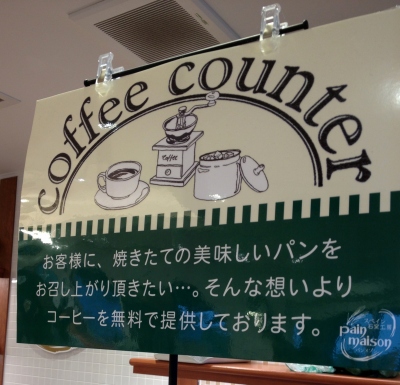 coffee counter
Coffee
お客様に、焼きたての美味しいパンを
お召し上がり頂きたい…。そんな想いより
コーヒーを無料で提供しております。
pain
maison